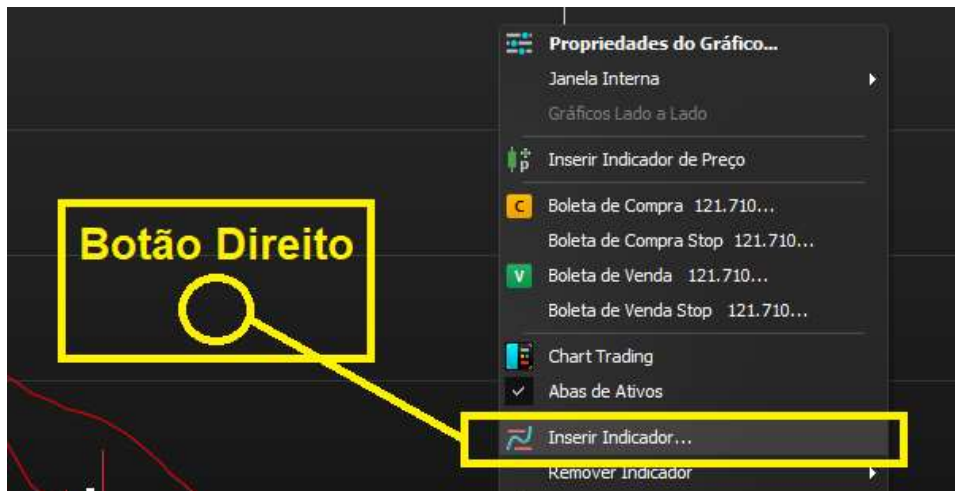 Propriedades do Gráfico...
Janela Interna
Gráficos Lado a Lado
p
Inserir Indicador de Preço
C Boleta de Compra 121.710...
Boleta de Compra Stop 121.710...
V Boleta de Venda 121.710...
Boleta de Venda Stop 121.710...
Chart Trading
Abas de Ativos
Inserir Indicador...
Remover Indicador
Botão Direito